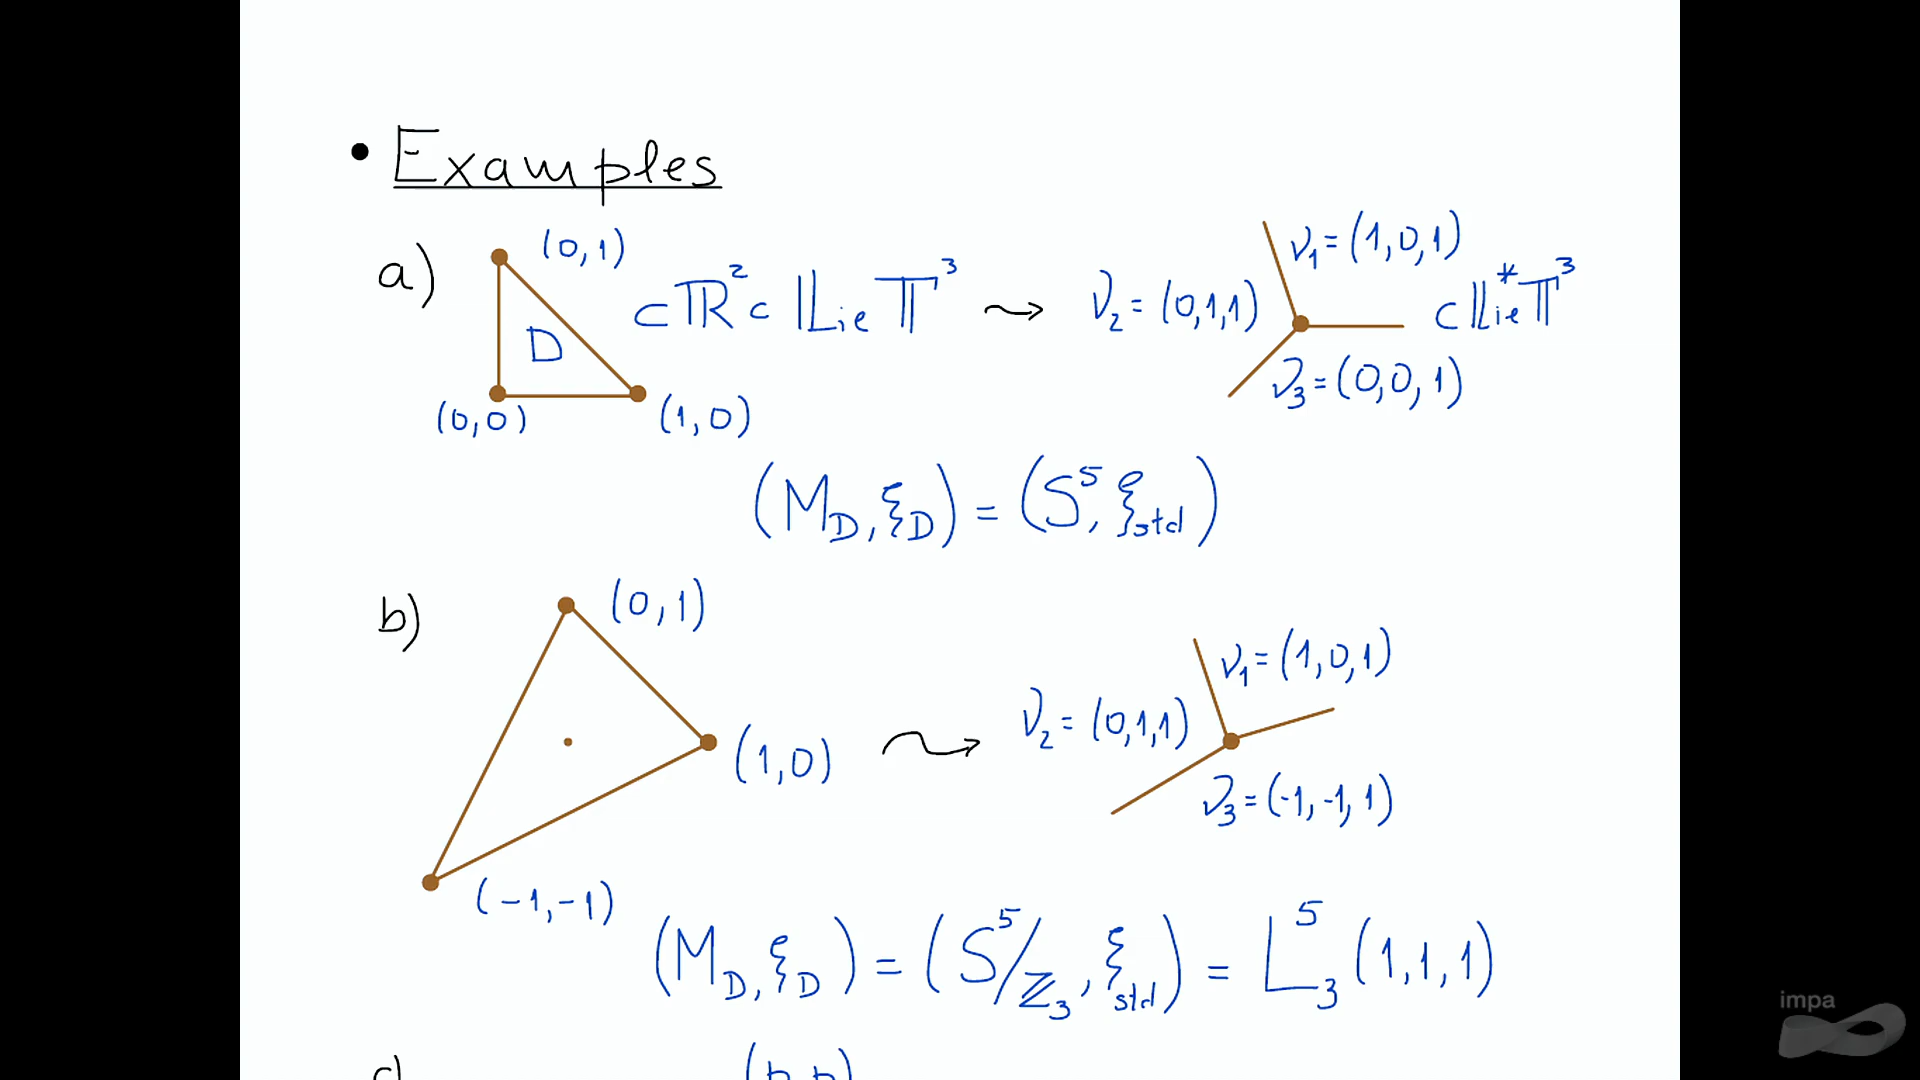 • Examples
a) (0,1) ⊂ ℝ² ⊂ 𝕃ie 𝕋³ ⇝ ν₂ = (0,1,1) ν₁ = (1,0,1) ⊂ 𝕃ie* 𝕋³
D
(0,0) (1,0) ν₃ = (0,0,1)
(M_D, ξ_D) = (S⁵, ξ_std)
b) (0,1)
ν₁ = (1,0,1)
(1,0) ⇝ ν₂ = (0,1,1)
ν₃ = (-1,-1,1)
(-1,-1)
(M_D, ξ_D) = (S⁵/ℤ₃, ξ_std) = L⁵₃(1,1,1)
impa